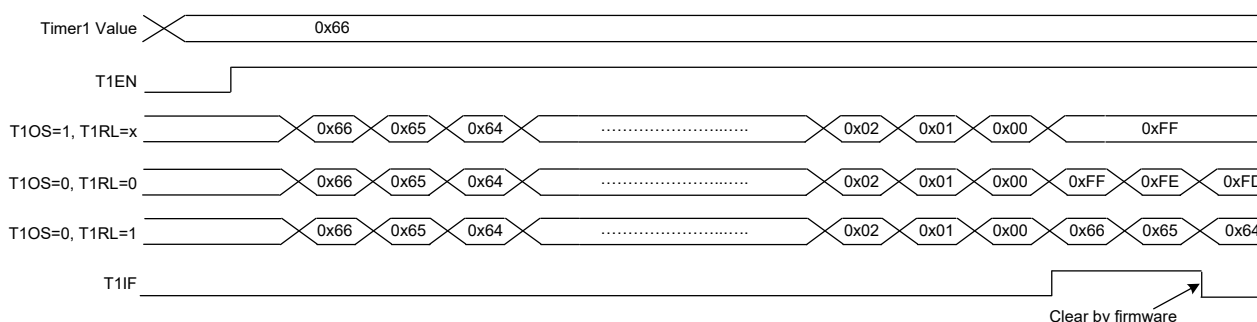 Timer1 Value 0x66
T1EN
T1OS=1, T1RL=x 0x66 0x65 0x64 ........................... 0x02 0x01 0x00 0xFF
T1OS=0, T1RL=0 0x66 0x65 0x64 ........................... 0x02 0x01 0x00 0xFF 0xFE 0xFD
T1OS=0, T1RL=1 0x66 0x65 0x64 ........................... 0x02 0x01 0x00 0x66 0x65 0x64
T1IF
Clear by firmware